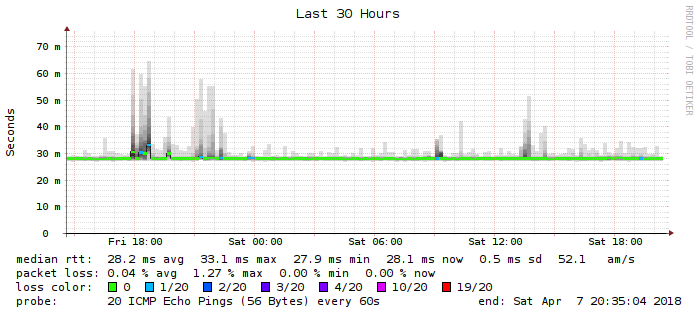 Last 30 Hours
RRDTOOL / TOBI OETIKER
Seconds
70 m
60 m
50 m
40 m
30 m
20 m
10 m
0
Fri 18:00 Sat 00:00 Sat 06:00 Sat 12:00 Sat 18:00
median rtt: 28.2 ms avg 33.1 ms max 27.9 ms min 28.1 ms now 0.5 ms sd 52.1 am/s
packet loss: 0.04 % avg 1.27 % max 0.00 % min 0.00 % now
loss color: 0 1/20 2/20 3/20 4/20 10/20 19/20
probe: 20 ICMP Echo Pings (56 Bytes) every 60s end: Sat Apr 7 20:35:04 2018